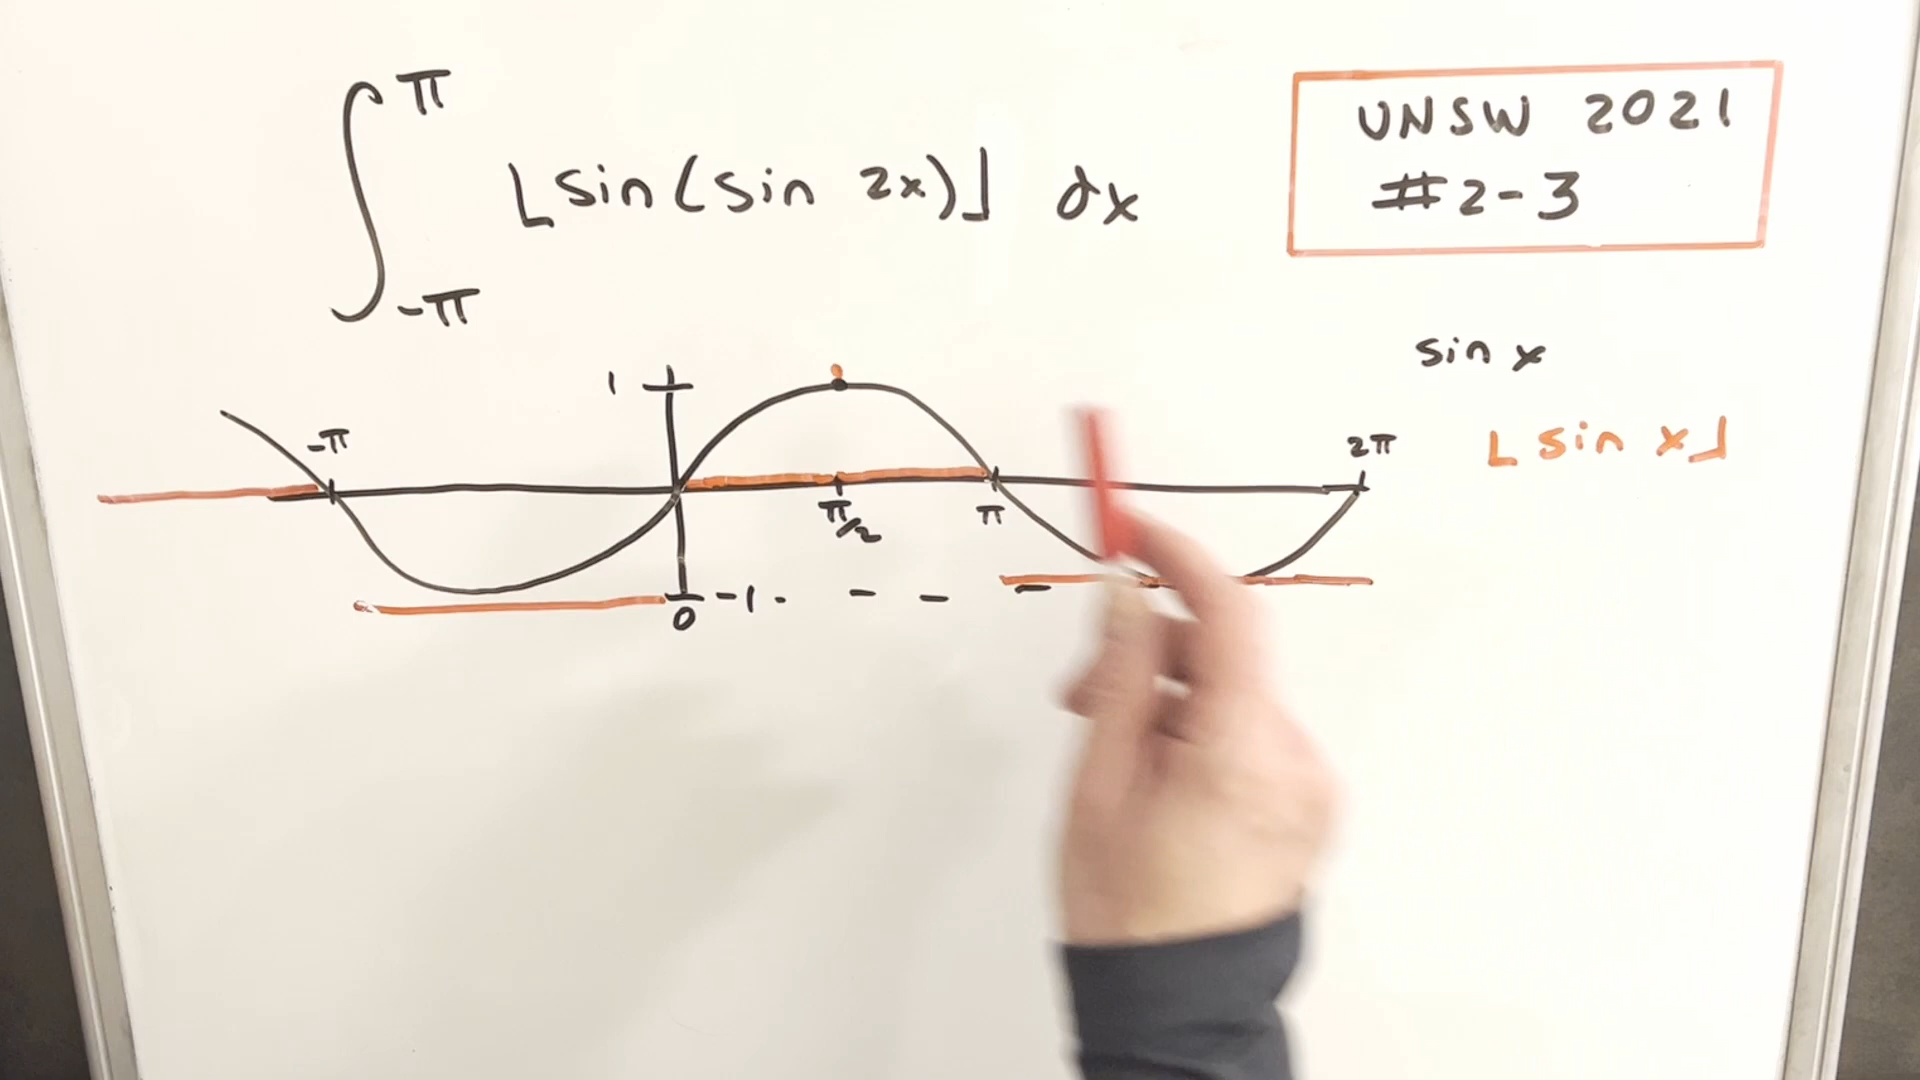 ∫_{-π}^{π} ⌊sin(sin 2x)⌋ dx
UNSW 2021
#2-3
sin x
⌊sin x⌋
1
-π
2π
π/2
π
-1
0